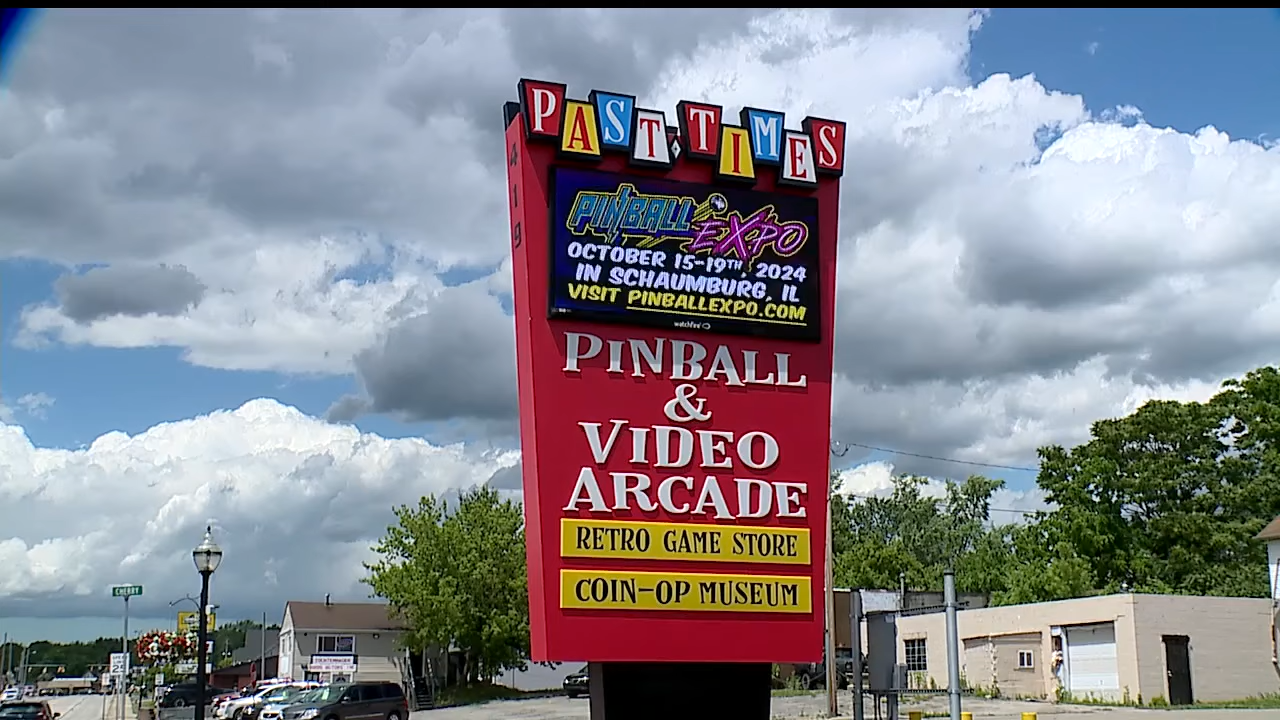 PAST·TIMES
419
PINBALL EXPO
OCTOBER 15-19TH, 2024
IN SCHAUMBURG, IL
VISIT PINBALLEXPO.COM
watchfire
PINBALL
&
VIDEO
ARCADE
RETRO GAME STORE
COIN-OP MUSEUM
CHERRY